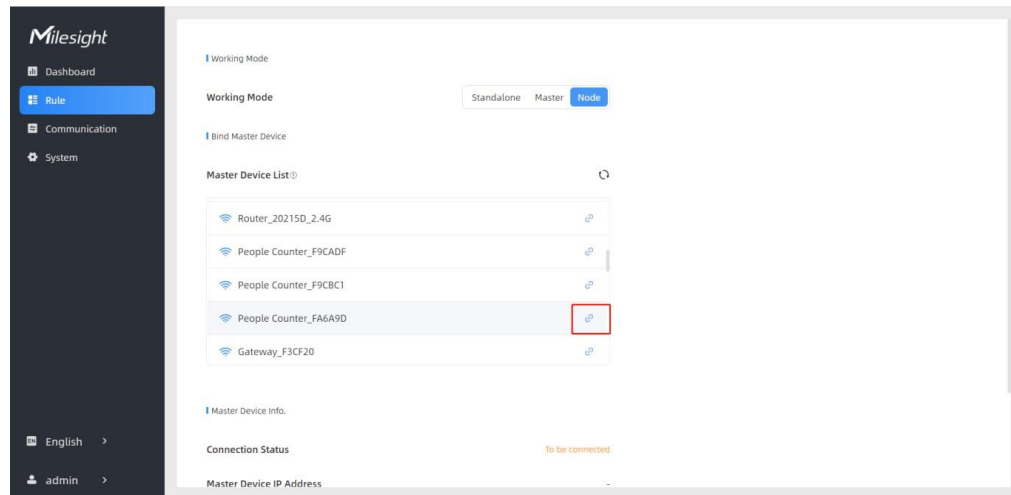 Milesight
Dashboard
Rule
Communication
System
EN English >
admin >
Working Mode
Working Mode Standalone Master Node
Bind Master Device
Master Device List
Router_20215D_2.4G
People Counter_F9CADF
People Counter_F9CBC1
People Counter_FA6A9D
Gateway_F3CF20
Master Device Info.
Connection Status To be connected
Master Device IP Address -